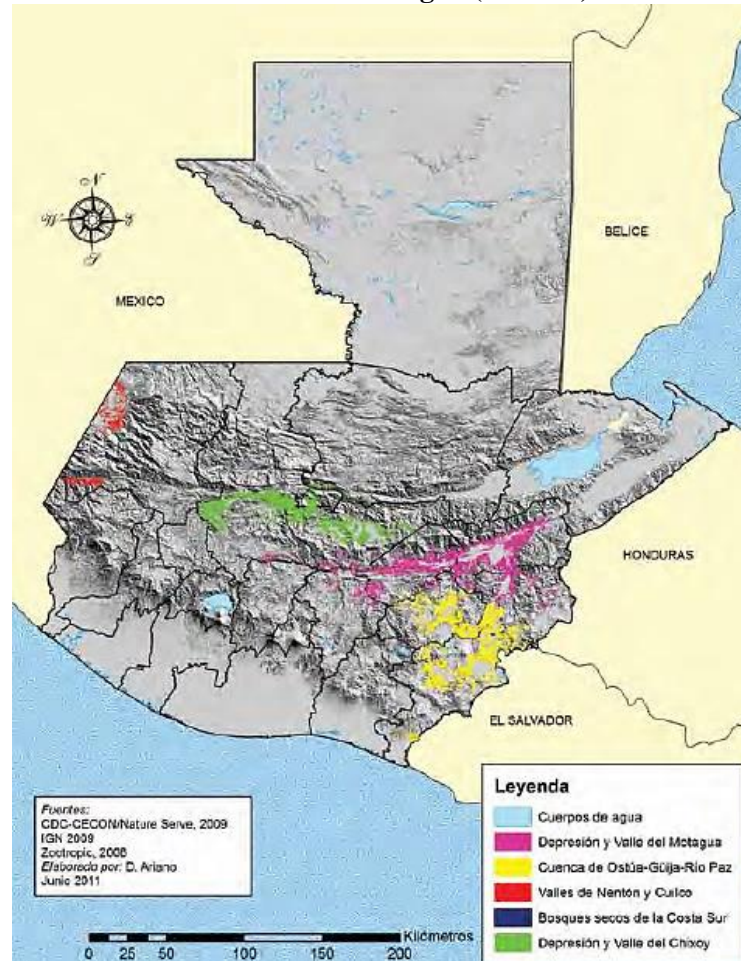 N
W
E
S
BELICE
MEXICO
HONDURAS
EL SALVADOR
Fuentes:
CDC-CECON/Nature Serve, 2009
IGN 2009
Zootropic, 2008
Elaborado por: D. Ariano
Junio 2011
Leyenda
Cuerpos de agua
Depresión y Valle del Motagua
Cuenca de Ostúa-Güija-Río Paz
Valles de Nentón y Cuilco
Bosques secos de la Costa Sur
Depresión y Valle del Chixoy
Kilómetros
0 25 50 100 150 200